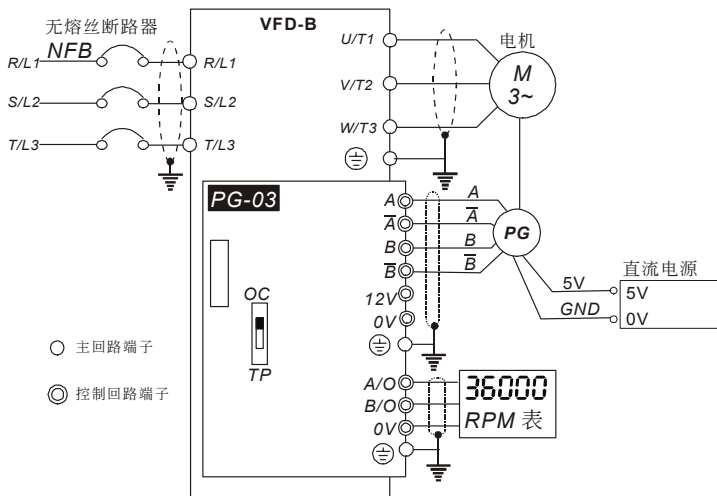 无熔丝断路器
NFB
R/L1
S/L2
T/L3
VFD-B
R/L1
S/L2
T/L3
U/T1
V/T2
W/T3
电机
M
3~
PG-03
OC
TP
A
A̅
B
B̅
12V
0V
A
A̅
B
B̅
PG
5V
GND
直流电源
5V
0V
A/O
B/O
0V
36000
RPM 表
主回路端子
控制回路端子